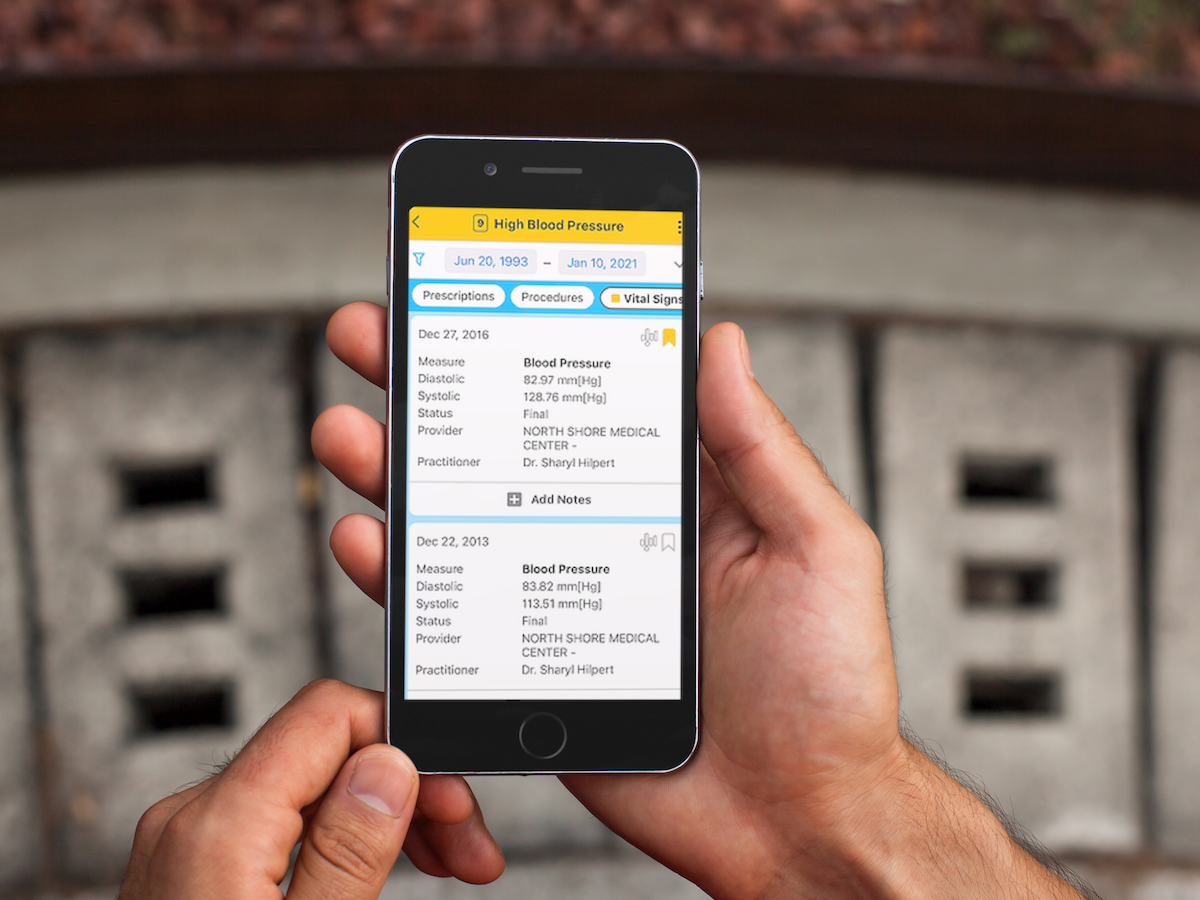 9 High Blood Pressure
Jun 20, 1993 – Jan 10, 2021
Prescriptions Procedures Vital Signs
Dec 27, 2016
Measure Blood Pressure
Diastolic 82.97 mm[Hg]
Systolic 128.76 mm[Hg]
Status Final
Provider NORTH SHORE MEDICAL
CENTER -
Practitioner Dr. Sharyl Hilpert
Add Notes
Dec 22, 2013
Measure Blood Pressure
Diastolic 83.82 mm[Hg]
Systolic 113.51 mm[Hg]
Status Final
Provider NORTH SHORE MEDICAL
CENTER -
Practitioner Dr. Sharyl Hilpert